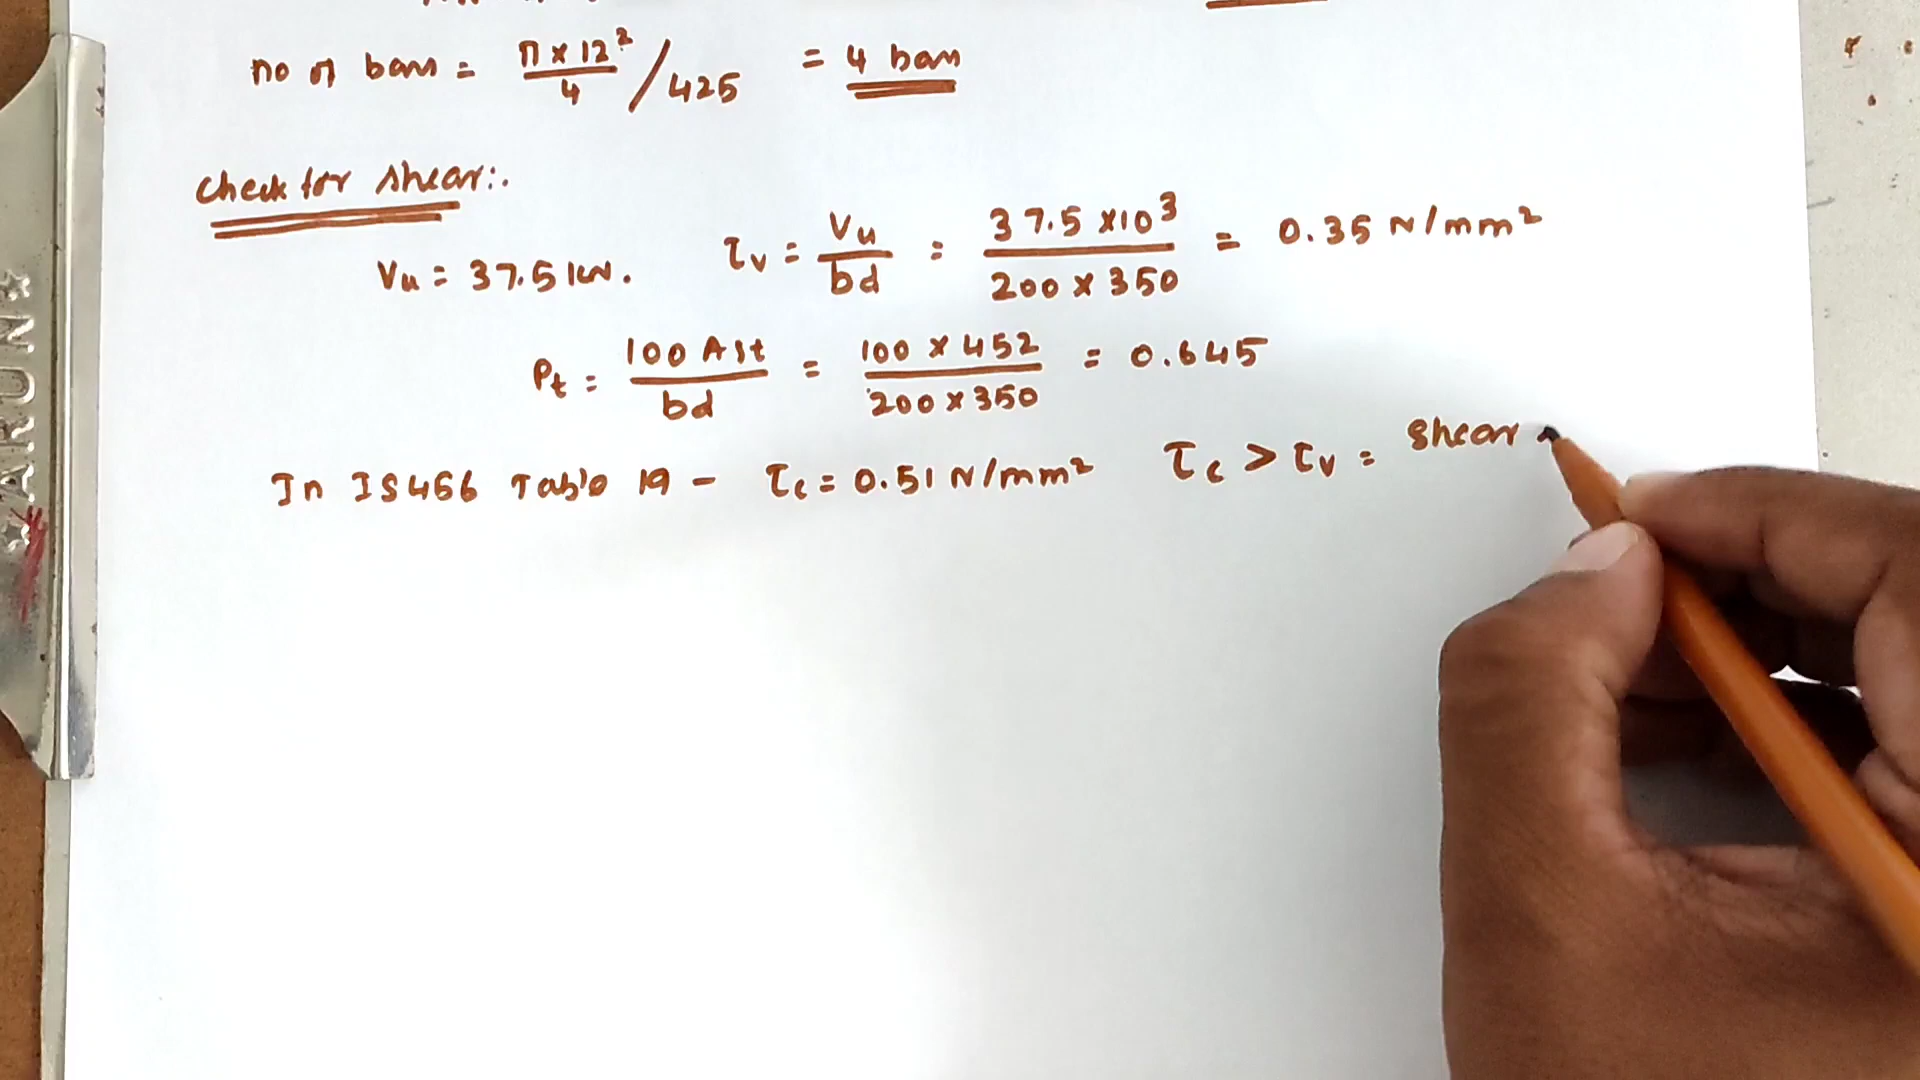 no of bars = π x 12² / 4 / 425 = 4 bars
Check for shear:.
Vu = 37.5 kN. τv = Vu / bd = 37.5 x10³ / 200 x 350 = 0.35 N/mm²
Pt = 100 Ast / bd = 100 x 452 / 200 x 350 = 0.645
In IS456 Table 19 - τc = 0.51 N/mm² τc > τv = shear
ARUN